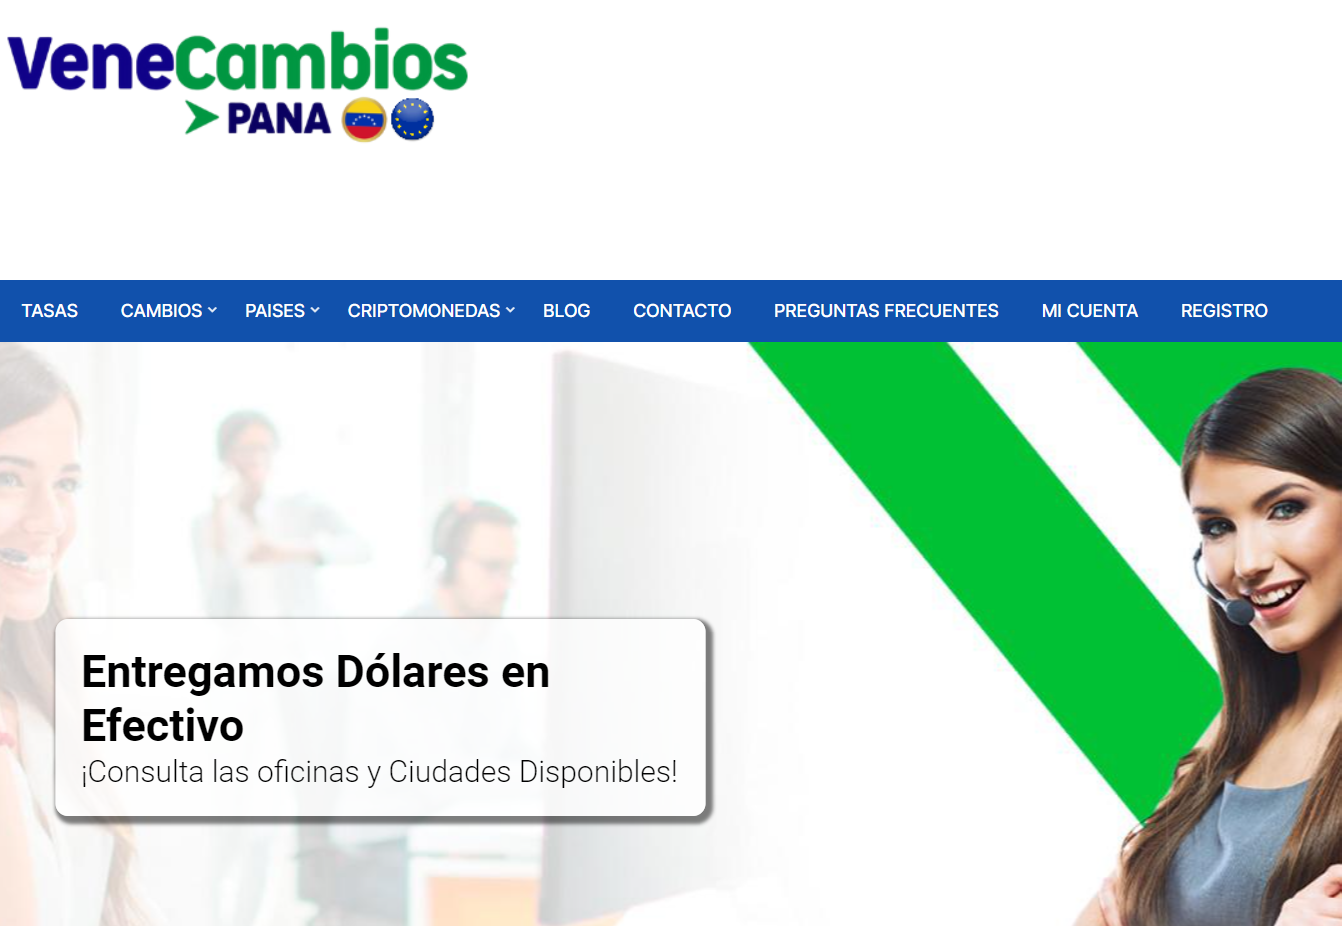 VeneCambios
PANA
TASAS CAMBIOS PAISES CRIPTOMONEDAS BLOG CONTACTO PREGUNTAS FRECUENTES MI CUENTA REGISTRO
Entregamos Dólares en
Efectivo
¡Consulta las oficinas y Ciudades Disponibles!